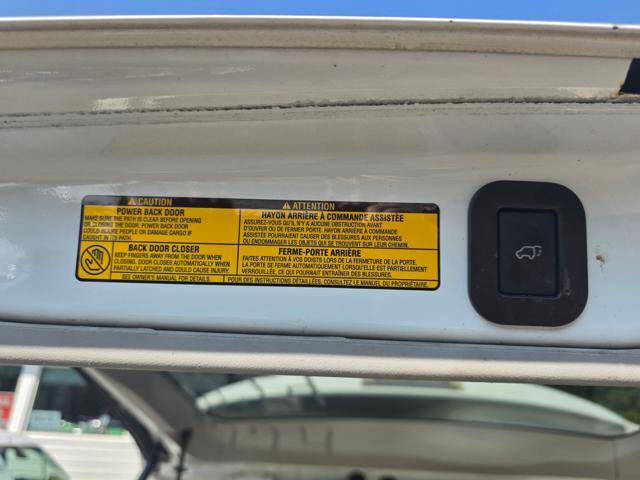 ⚠ CAUTION
POWER BACK DOOR
MAKE SURE THE PATH IS CLEAR BEFORE OPENING
OR CLOSING THE DOOR. POWER BACK DOOR
COULD INJURE PEOPLE OR DAMAGE CARGO IF
CAUGHT IN ITS PATH.
BACK DOOR CLOSER
KEEP FINGERS AWAY FROM THE DOOR WHEN
CLOSING. DOOR CLOSES AUTOMATICALLY WHEN
PARTIALLY LATCHED AND COULD CAUSE INJURY.
SEE OWNER'S MANUAL FOR DETAILS.
⚠ ATTENTION
HAYON ARRIÈRE À COMMANDE ASSISTÉE
ASSUREZ-VOUS QU'IL N'Y A AUCUNE OBSTRUCTION AVANT
D'OUVRIR OU DE FERMER PORTE. HAYON ARRIÈRE À COMMANDE
ASSISTÉE POURRAIENT CAUSER DES BLESSURES AUX PERSONNES
OU ENDOMMAGER LES OBJETS QUI SE TROUVENT SUR LEUR CHEMIN.
FERME-PORTE ARRIÈRE
FAITES ATTENTION À VOS DOIGTS LORS DE LA FERMETURE DE LA PORTE.
LA PORTE SE FERME AUTOMATIQUEMENT LORSQU'ELLE EST PARTIELLEMENT
VERROUILLÉE, CE QUI POURRAIT ENTRAÎNER DES BLESSURES.
POUR DES INSTRUCTIONS DÉTAILLÉES, CONSULTEZ LE MANUEL DU PROPRIÉTAIRE.